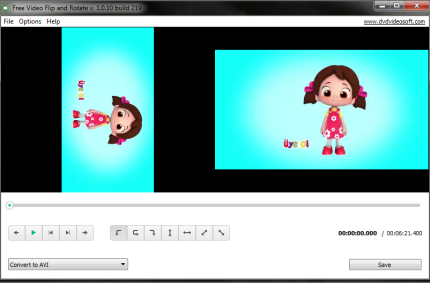 Free Video Flip and Rotate v. 1.0.10 build 219
File Options Help
www.dvdvideosoft.com
üye ol
üye ol
00:00:00.000 / 00:06:21.400
Convert to AVI
Save